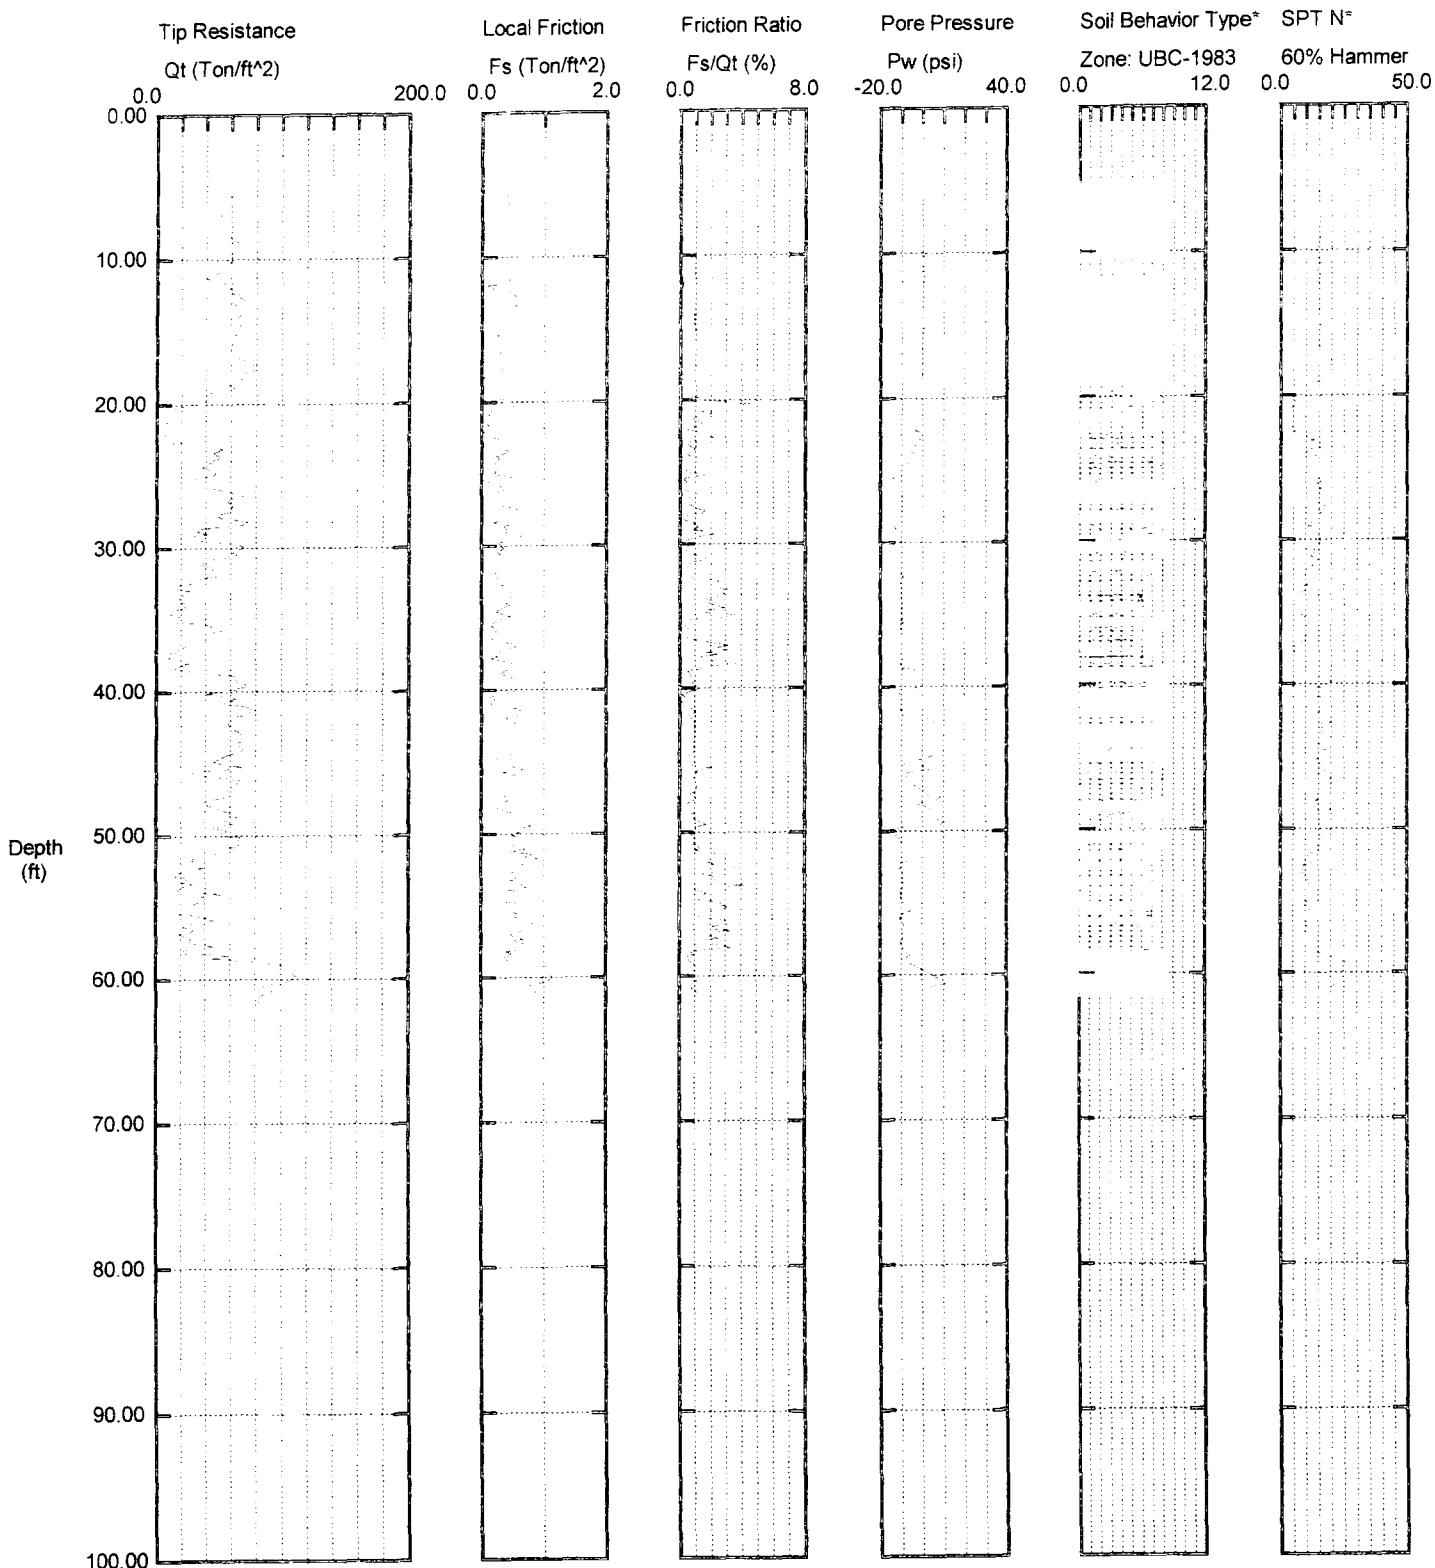 Tip Resistance
Qt (Ton/ft^2)
0.0 200.0
Local Friction
Fs (Ton/ft^2)
0.0 2.0
Friction Ratio
Fs/Qt (%)
0.0 8.0
Pore Pressure
Pw (psi)
-20.0 40.0
Soil Behavior Type*
Zone: UBC-1983
0.0 12.0
SPT N*
60% Hammer
0.0 50.0
0.00
10.00
20.00
30.00
40.00
50.00
Depth
(ft)
60.00
70.00
80.00
90.00
100.00